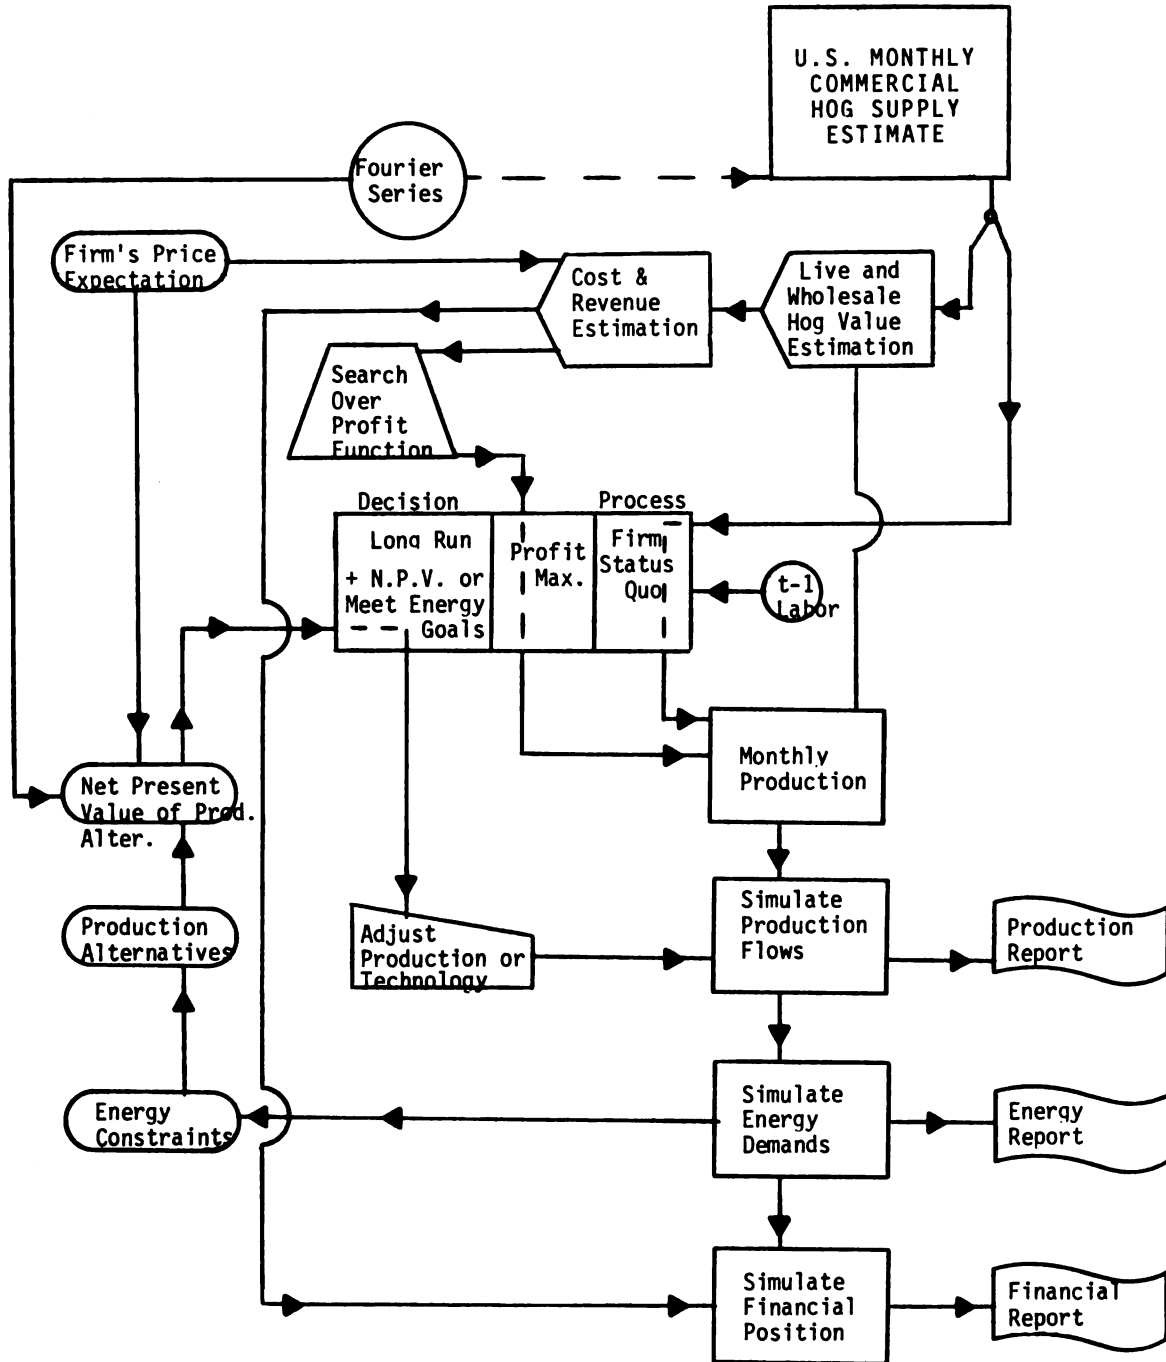 U.S. MONTHLY
COMMERCIAL
HOG SUPPLY
ESTIMATE
Fourier
Series
Firm's Price
Expectation
Cost &
Revenue
Estimation
Live and
Wholesale
Hog Value
Estimation
Search
Over
Profit
Function
Decision
Process
Long Run
+ N.P.V. or
Meet Energy
Goals
Profit
Max.
Firm
Status
Quo
t-1
Labor
Monthly
Production
Net Present
Value of Prod.
Alter.
Production
Alternatives
Adjust
Production or
Technology
Simulate
Production
Flows
Production
Report
Energy
Constraints
Simulate
Energy
Demands
Energy
Report
Simulate
Financial
Position
Financial
Report